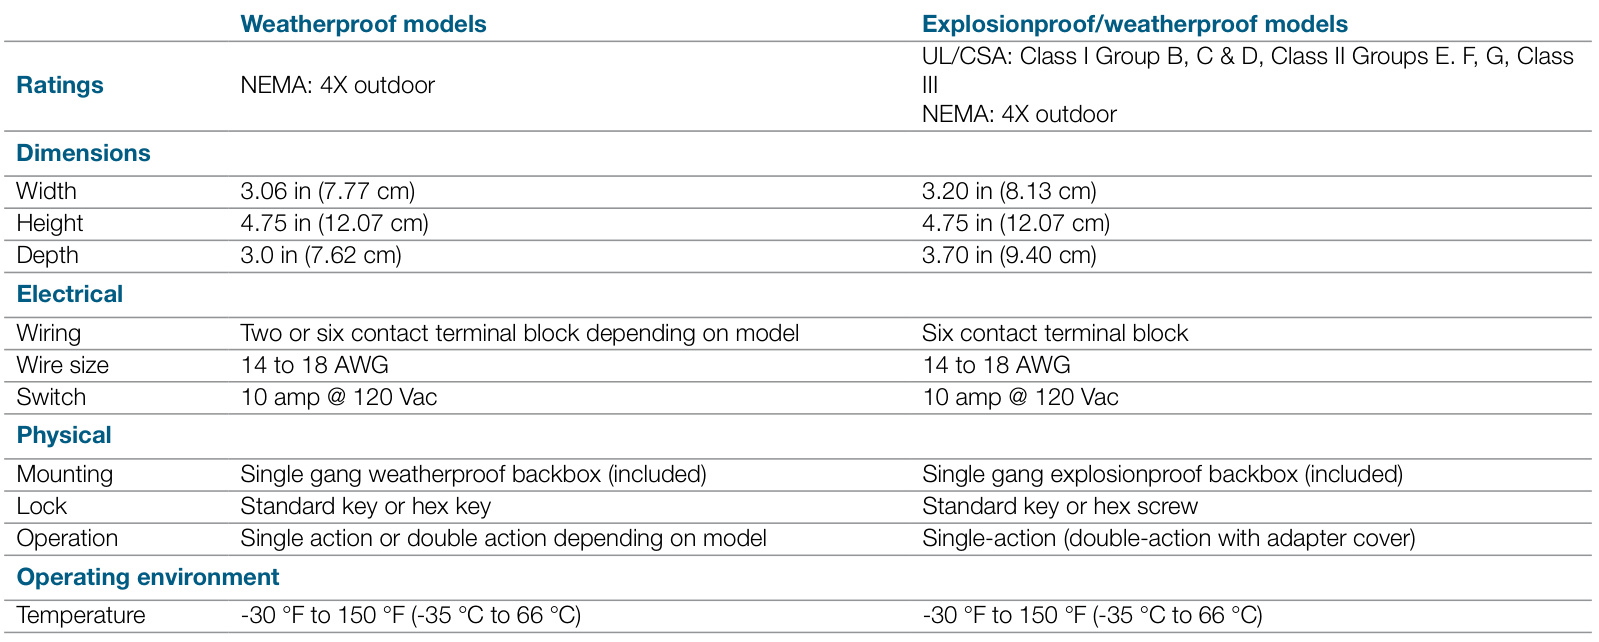 Weatherproof models Explosionproof/weatherproof models
Ratings NEMA: 4X outdoor UL/CSA: Class I Group B, C & D, Class II Groups E. F, G, Class
III
NEMA: 4X outdoor
Dimensions
Width 3.06 in (7.77 cm) 3.20 in (8.13 cm)
Height 4.75 in (12.07 cm) 4.75 in (12.07 cm)
Depth 3.0 in (7.62 cm) 3.70 in (9.40 cm)
Electrical
Wiring Two or six contact terminal block depending on model Six contact terminal block
Wire size 14 to 18 AWG 14 to 18 AWG
Switch 10 amp @ 120 Vac 10 amp @ 120 Vac
Physical
Mounting Single gang weatherproof backbox (included) Single gang explosionproof backbox (included)
Lock Standard key or hex key Standard key or hex screw
Operation Single action or double action depending on model Single-action (double-action with adapter cover)
Operating environment
Temperature -30 °F to 150 °F (-35 °C to 66 °C) -30 °F to 150 °F (-35 °C to 66 °C)